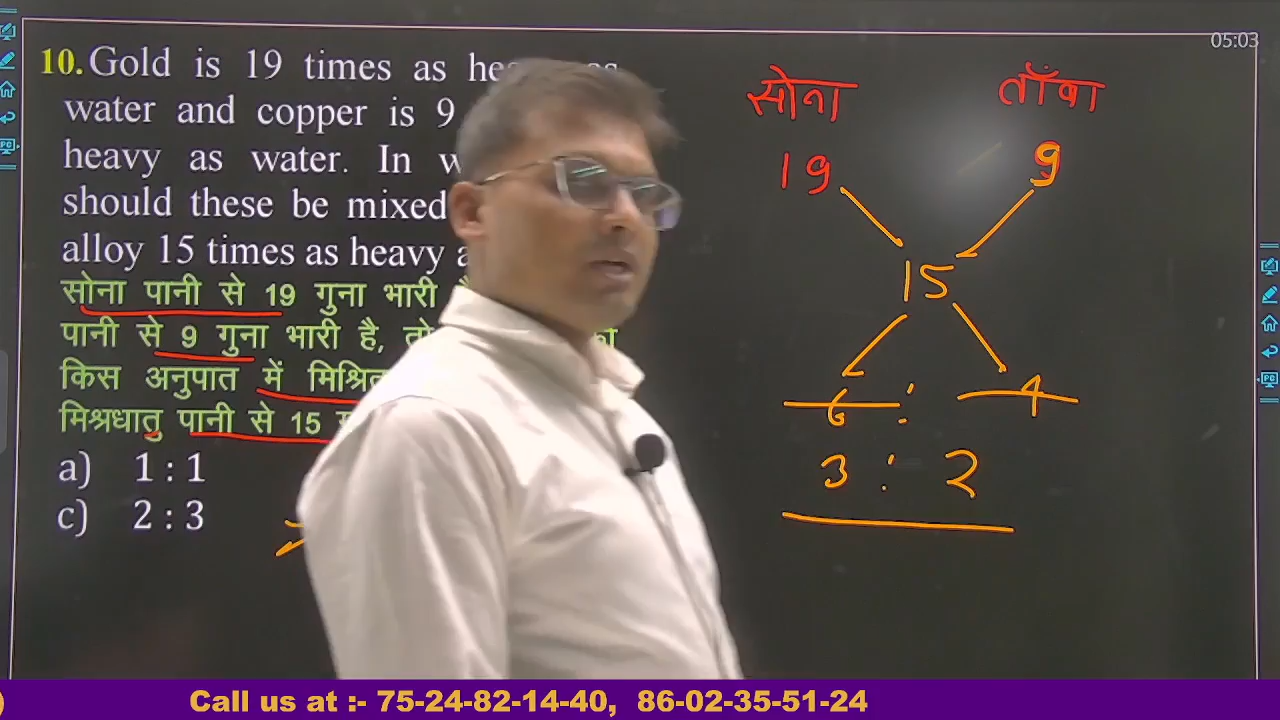 05:03
10. Gold is 19 times as
water and copper is 9
heavy as water. In
should these be mixed
alloy 15 times as heavy
सोना पानी से 19 गुना भारी
पानी से 9 गुना भारी है, तो
किस अनुपात में मिश्रित
मिश्रधातु पानी से 15
a) 1 : 1
c) 2 : 3
सोना ताँबा
19 9
15
6 : 4
3 : 2
Call us at :- 75-24-82-14-40, 86-02-35-51-24